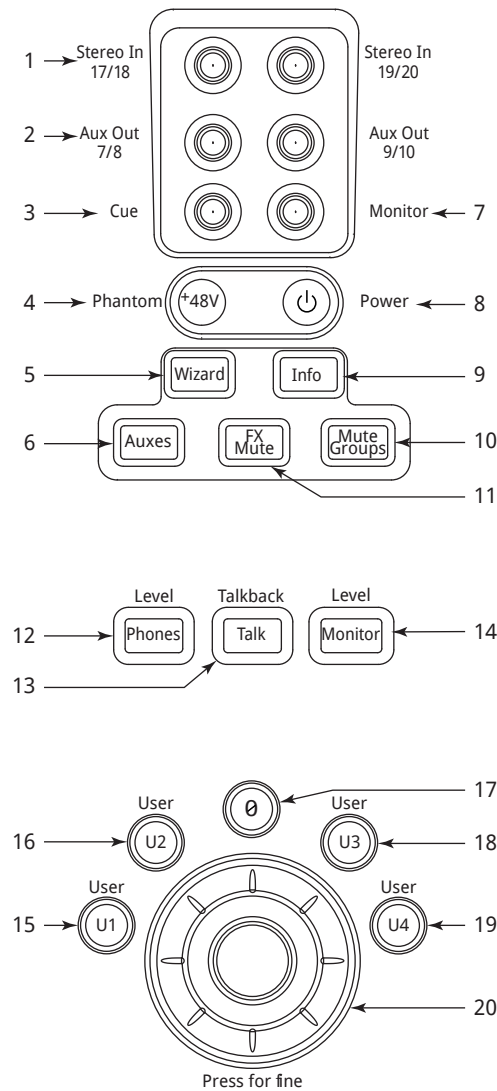 1 Stereo In 17/18 Stereo In 19/20
2 Aux Out 7/8 Aux Out 9/10
3 Cue Monitor 7
4 Phantom +48V Power 8
5 Wizard Info 9
6 Auxes FX Mute Mute Groups 10
11
Level Talkback Level
12 Phones Talk Monitor 14
13
17
0
User User
16 U2 U3 18
User User
15 U1 U4 19
20
Press for fine